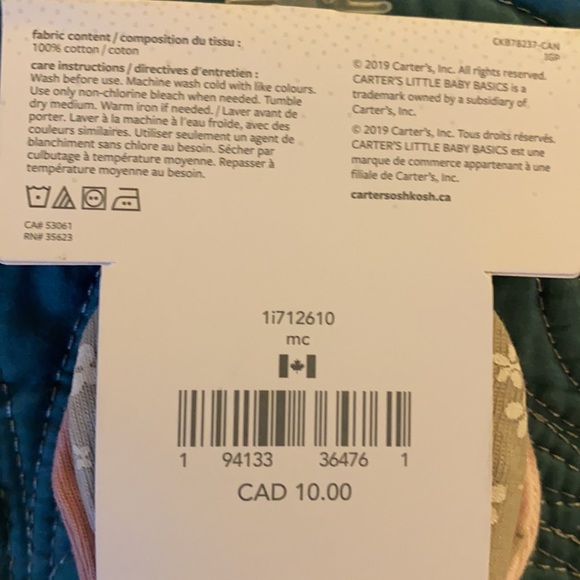 fabric content / composition du tissu :
100% cotton / coton
care instructions / directives d'entretien :
Wash before use. Machine wash cold with like colours.
Use only non-chlorine bleach when needed. Tumble
dry medium. Warm iron if needed. / Laver avant de
porter. Laver à la machine à l'eau froide, avec des
couleurs similaires. Utiliser seulement un agent de
blanchiment sans chlore au besoin. Sécher par
culbutage à température moyenne. Repasser à
température moyenne au besoin.
CA# 53061
RN# 35623
CKB78237-CAN
© 2019 Carter's, Inc. All rights reserved.
CARTER'S LITTLE BABY BASICS is a
trademark owned by a subsidiary of
Carter's, Inc.
© 2019 Carter's, Inc. Tous droits réservés.
CARTER'S LITTLE BABY BASICS est une
marque de commerce appartenant à une
filiale de Carter's, Inc.
cartersoshkosh.ca
1i712610
mc
1 94133 36476 1
CAD 10.00